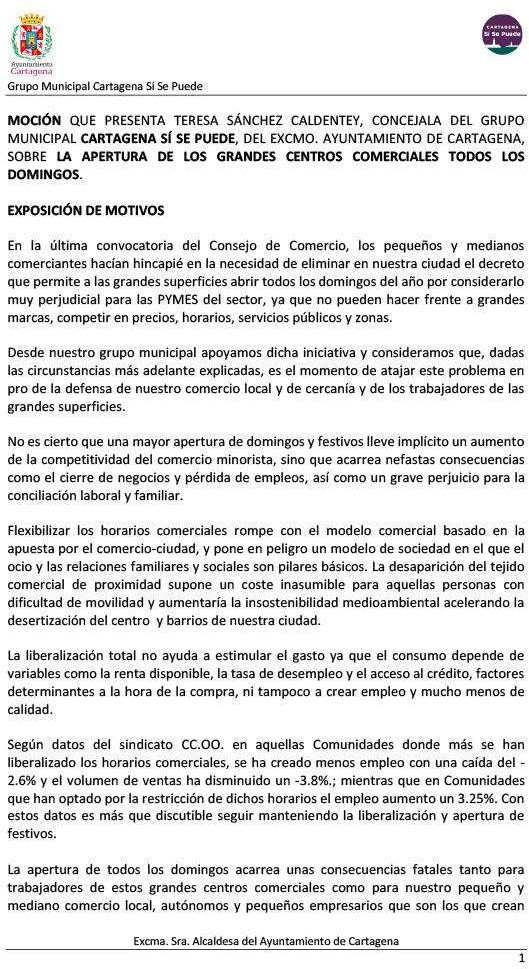 Ayuntamiento
Cartagena
CARTAGENA
Sí Se Puede
Grupo Municipal Cartagena Sí Se Puede
MOCIÓN QUE PRESENTA TERESA SÁNCHEZ CALDENTEY, CONCEJALA DEL GRUPO
MUNICIPAL CARTAGENA SÍ SE PUEDE, DEL EXCMO. AYUNTAMIENTO DE CARTAGENA,
SOBRE LA APERTURA DE LOS GRANDES CENTROS COMERCIALES TODOS LOS
DOMINGOS.
EXPOSICIÓN DE MOTIVOS
En la última convocatoria del Consejo de Comercio, los pequeños y medianos
comerciantes hacían hincapié en la necesidad de eliminar en nuestra ciudad el decreto
que permite a las grandes superficies abrir todos los domingos del año por considerarlo
muy perjudicial para las PYMES del sector, ya que no pueden hacer frente a grandes
marcas, competir en precios, horarios, servicios públicos y zonas.
Desde nuestro grupo municipal apoyamos dicha iniciativa y consideramos que, dadas
las circunstancias más adelante explicadas, es el momento de atajar este problema en
pro de la defensa de nuestro comercio local y de cercanía y de los trabajadores de las
grandes superficies.
No es cierto que una mayor apertura de domingos y festivos lleve implícito un aumento
de la competitividad del comercio minorista, sino que acarrea nefastas consecuencias
como el cierre de negocios y pérdida de empleos, así como un grave perjuicio para la
conciliación laboral y familiar.
Flexibilizar los horarios comerciales rompe con el modelo comercial basado en la
apuesta por el comercio-ciudad, y pone en peligro un modelo de sociedad en el que el
ocio y las relaciones familiares y sociales son pilares básicos. La desaparición del tejido
comercial de proximidad supone un coste inasumible para aquellas personas con
dificultad de movilidad y aumentaría la insostenibilidad medioambiental acelerando la
desertización del centro y barrios de nuestra ciudad.
La liberalización total no ayuda a estimular el gasto ya que el consumo depende de
variables como la renta disponible, la tasa de desempleo y el acceso al crédito, factores
determinantes a la hora de la compra, ni tampoco a crear empleo y mucho menos de
calidad.
Según datos del sindicato CC.OO. en aquellas Comunidades donde más se han
liberalizado los horarios comerciales, se ha creado menos empleo con una caída del -
2.6% y el volumen de ventas ha disminuido un -3.8%.; mientras que en Comunidades
que han optado por la restricción de dichos horarios el empleo aumento un 3.25%. Con
estos datos es más que discutible seguir manteniendo la liberalización y apertura de
festivos.
La apertura de todos los domingos acarrea unas consecuencias fatales tanto para
trabajadores de estos grandes centros comerciales como para nuestro pequeño y
mediano comercio local, autónomos y pequeños empresarios que son los que crean
Excma. Sra. Alcaldesa del Ayuntamiento de Cartagena
1